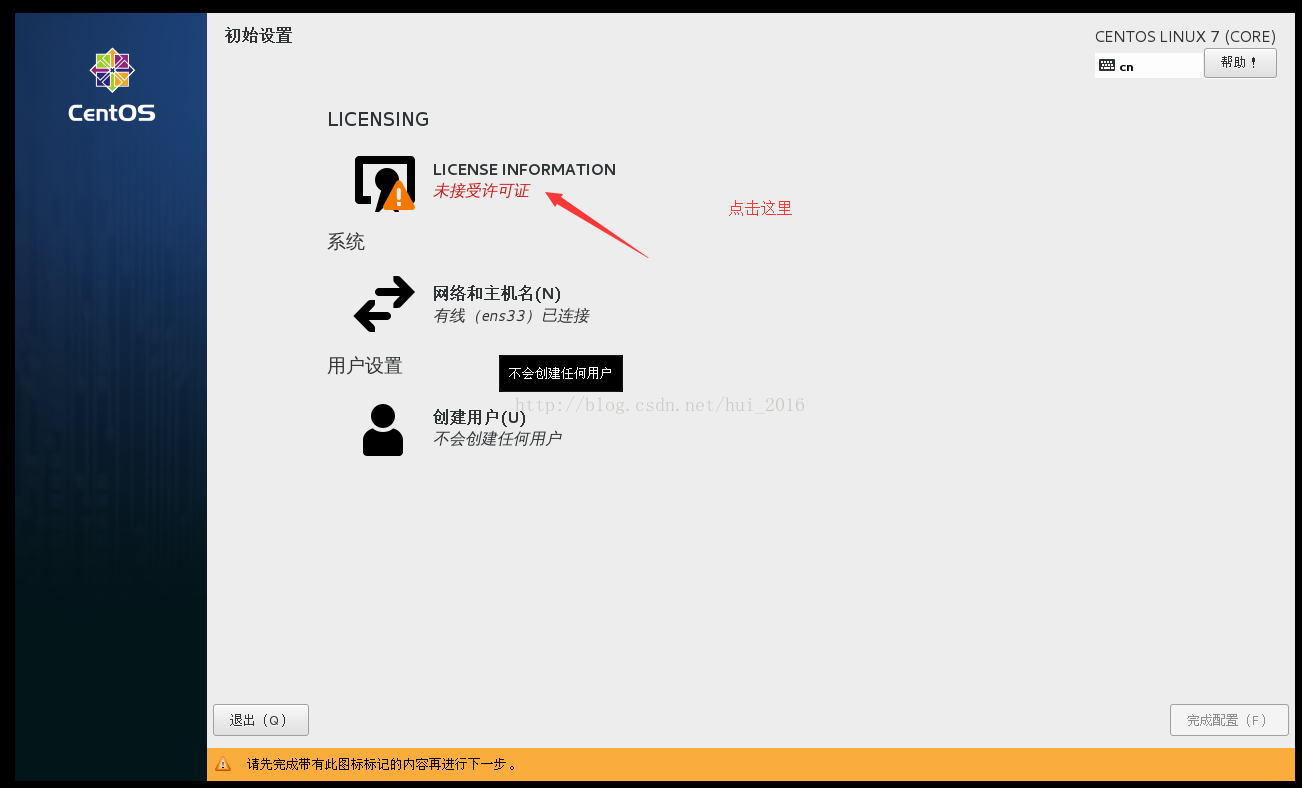 初始设置
CENTOS LINUX 7 (CORE)
cn
帮助！
CentOS
LICENSING
LICENSE INFORMATION
未接受许可证
点击这里
系统
网络和主机名(N)
有线（ens33）已连接
用户设置
不会创建任何用户
http://blog.csdn.net/hui_2016
创建用户(U)
不会创建任何用户
退出（Q）
完成配置（F）
请先完成带有此图标标记的内容再进行下一步。